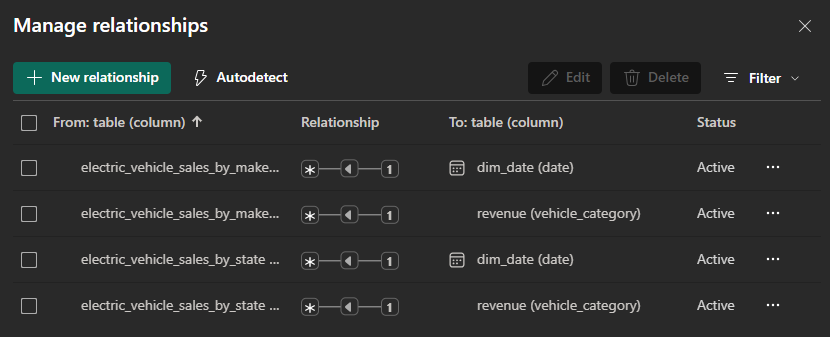 Manage relationships
New relationship Autodetect Edit Delete Filter
From: table (column) Relationship To: table (column) Status
electric_vehicle_sales_by_make... * 1 dim_date (date) Active ...
electric_vehicle_sales_by_make... * 1 revenue (vehicle_category) Active ...
electric_vehicle_sales_by_state ... * 1 dim_date (date) Active ...
electric_vehicle_sales_by_state ... * 1 revenue (vehicle_category) Active ...